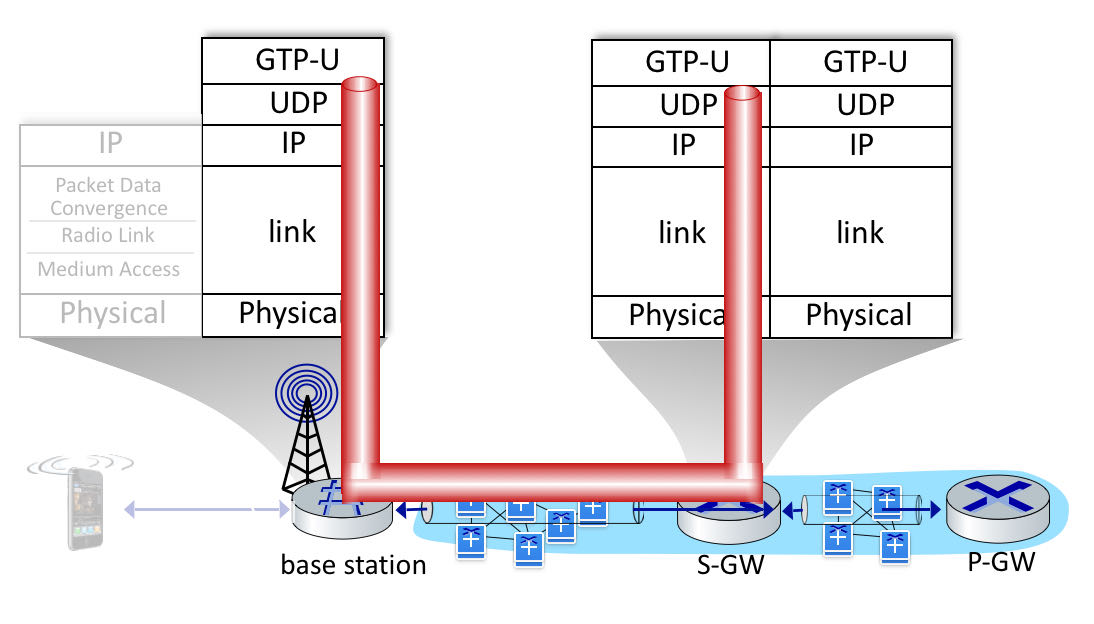 GTP-U
UDP
IP
link
Physical
IP
Packet Data
Convergence
Radio Link
Medium Access
Physical
GTP-U
UDP
IP
link
Physica
GTP-U
UDP
IP
link
Physical
base station
S-GW
P-GW